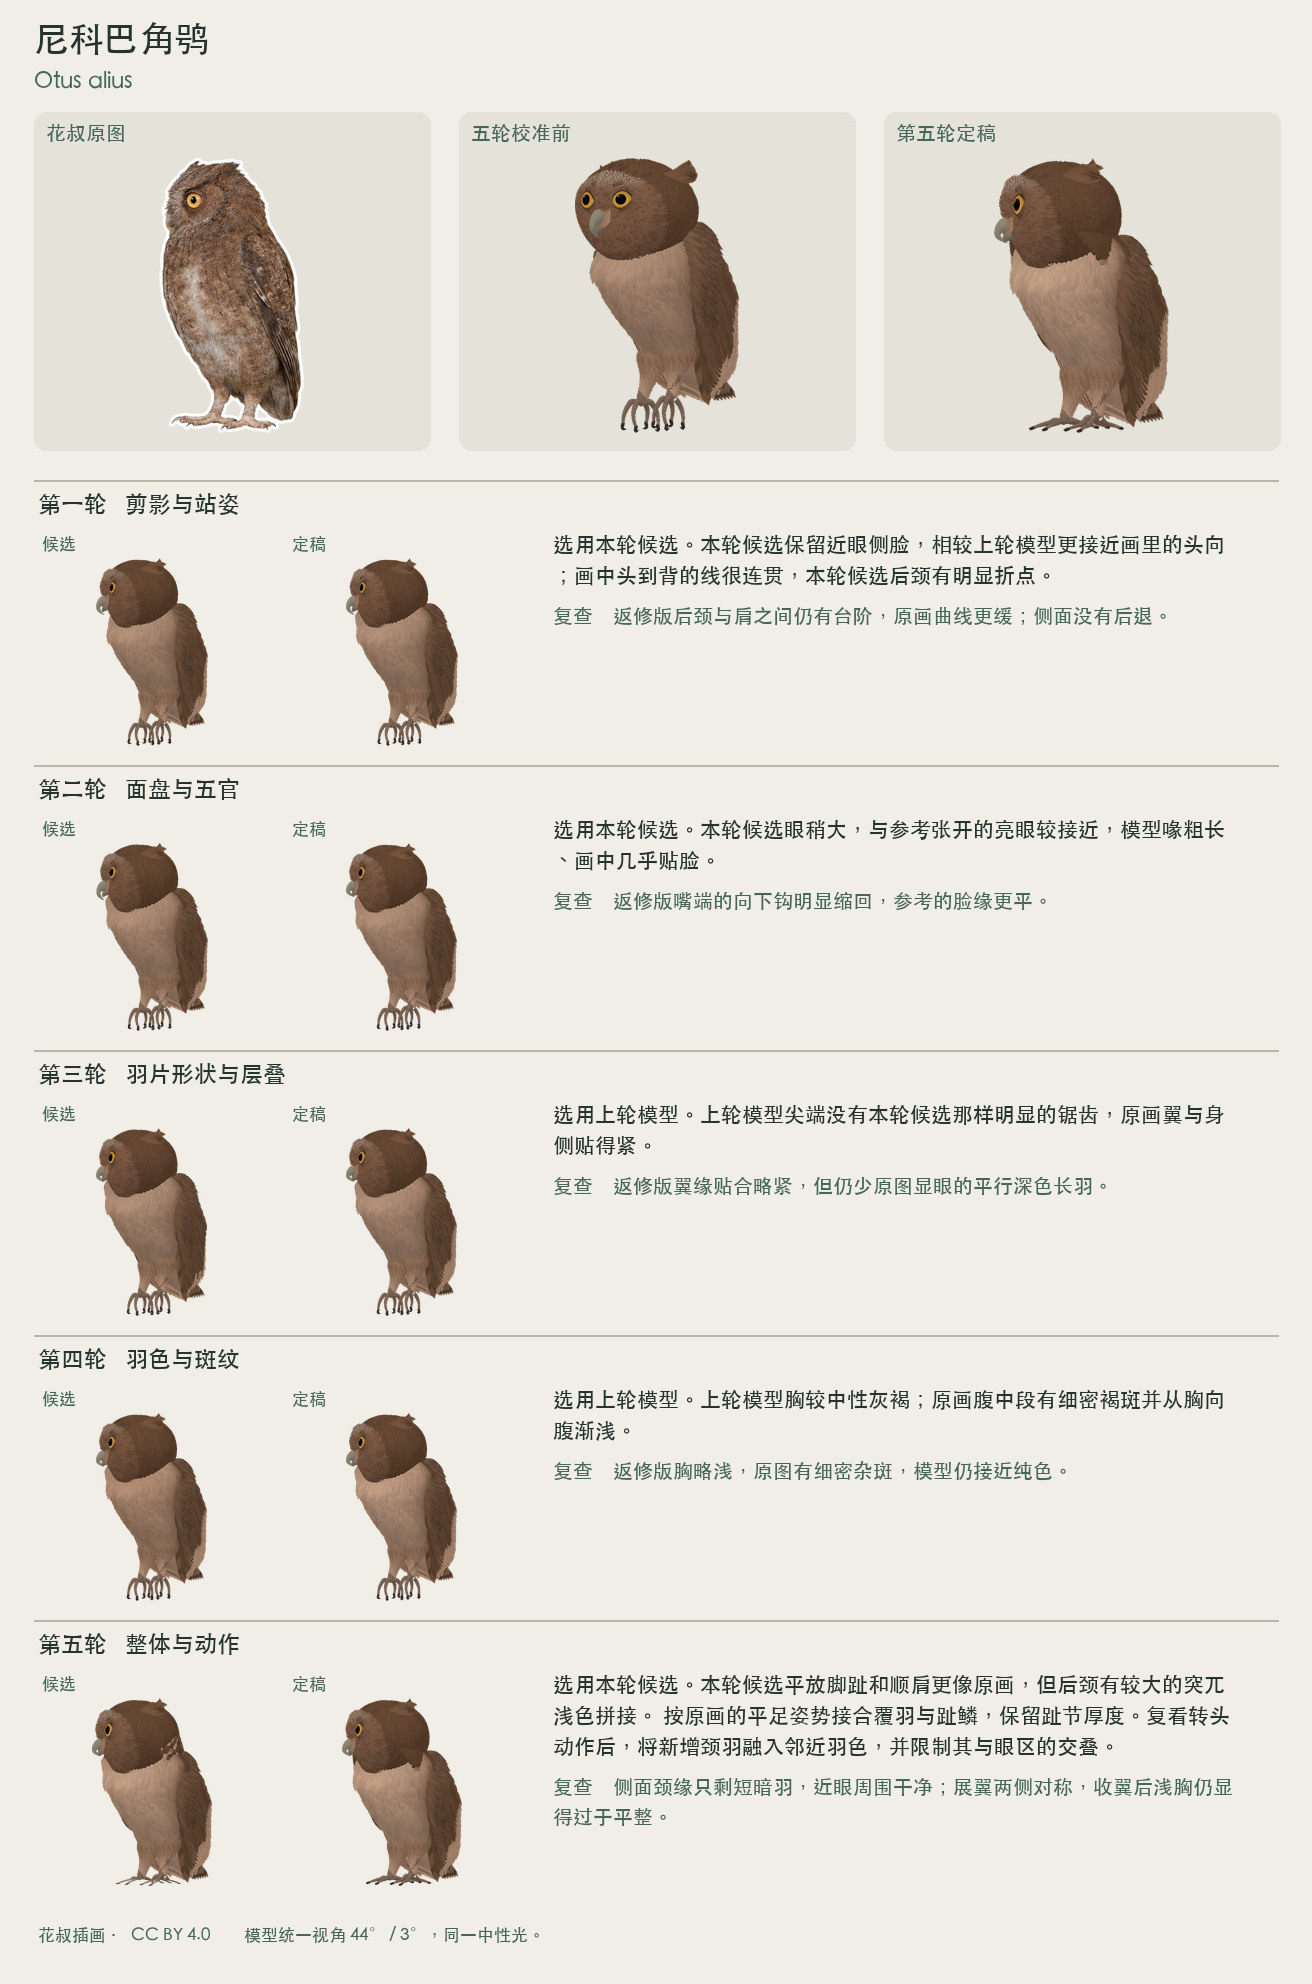 尼科巴角鸮
Otus alius
花叔原图
五轮校准前
第五轮定稿
第一轮 剪影与站姿
候选
定稿
选用本轮候选。本轮候选保留近眼侧脸，相较上轮模型更接近画里的头向
；画中头到背的线很连贯，本轮候选后颈有明显折点。
复查 返修版后颈与肩之间仍有台阶，原画曲线更缓；侧面没有后退。
第二轮 面盘与五官
候选
定稿
选用本轮候选。本轮候选眼稍大，与参考张开的亮眼较接近，模型喙粗长
、画中几乎贴脸。
复查 返修版嘴端的向下钩明显缩回，参考的脸缘更平。
第三轮 羽片形状与层叠
候选
定稿
选用上轮模型。上轮模型尖端没有本轮候选那样明显的锯齿，原画翼与身
侧贴得紧。
复查 返修版翼缘贴合略紧，但仍少原图显眼的平行深色长羽。
第四轮 羽色与斑纹
候选
定稿
选用上轮模型。上轮模型胸较中性灰褐；原画腹中段有细密褐斑并从胸向
腹渐浅。
复查 返修版胸略浅，原图有细密杂斑，模型仍接近纯色。
第五轮 整体与动作
候选
定稿
选用本轮候选。本轮候选平放脚趾和顺肩更像原画，但后颈有较大的突兀
浅色拼接。 按原画的平足姿势接合覆羽与趾鳞，保留趾节厚度。复看转头
动作后，将新增颈羽融入邻近羽色，并限制其与眼区的交叠。
复查 侧面颈缘只剩短暗羽，近眼周围干净；展翼两侧对称，收翼后浅胸仍显
得过于平整。
花叔插画 · CC BY 4.0 模型统一视角 44° / 3°，同一中性光。